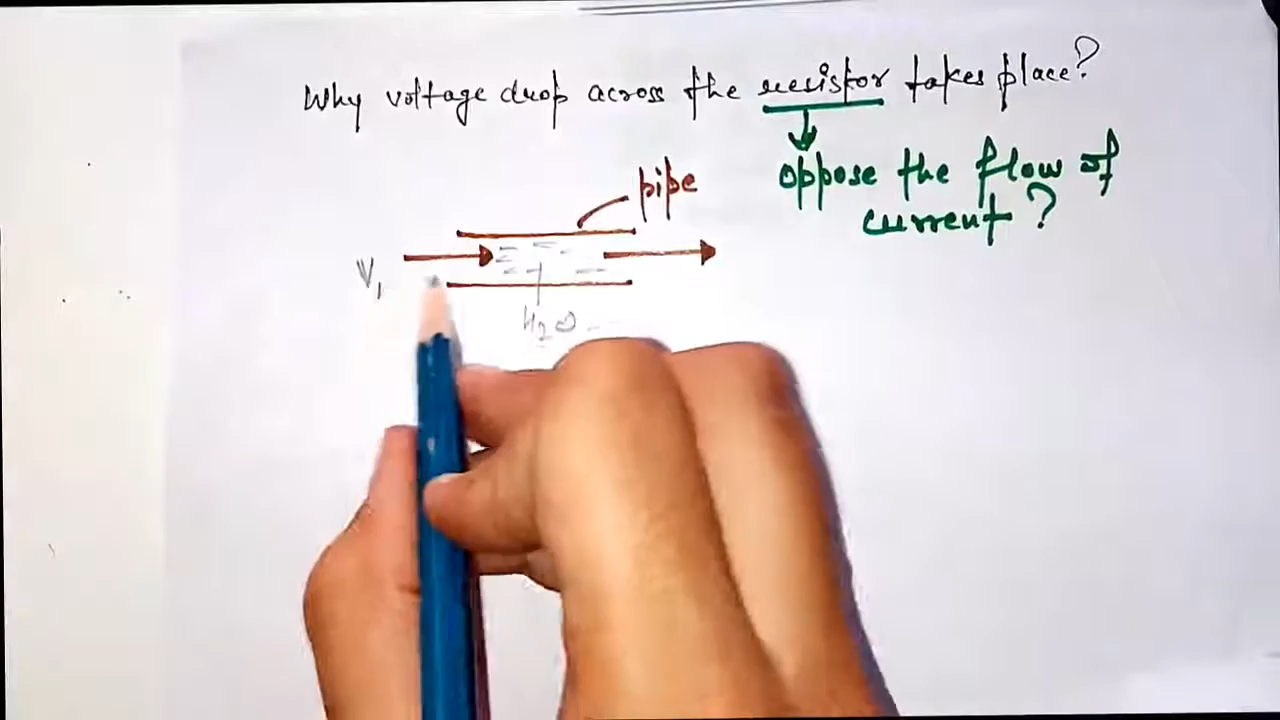 Why voltage drop across the resistor takes place?
oppose the flow of
current?
pipe
V₁
H₂O